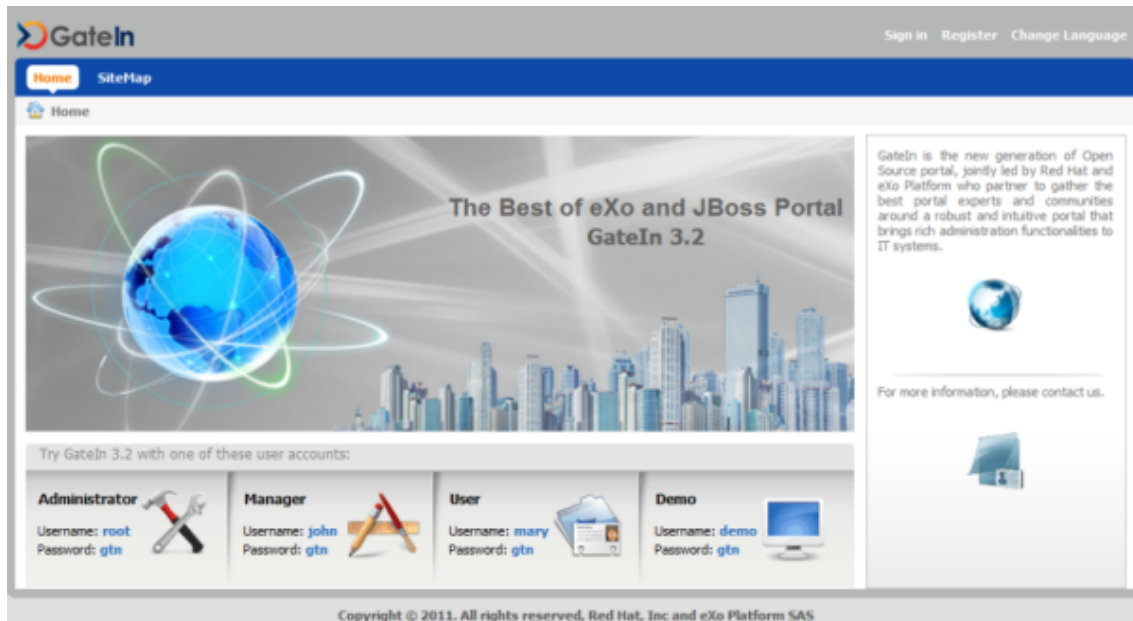 GateIn
Sign in Register Change Language
Home SiteMap
Home
The Best of eXo and JBoss Portal
GateIn 3.2
GateIn is the new generation of Open
Source portal, jointly led by Red Hat and
eXo Platform who partner to gather the
best portal experts and communities
around a robust and intuitive portal that
brings rich administration functionalities to
IT systems.
For more information, please contact us.
Try GateIn 3.2 with one of these user accounts:
Administrator
Username: root
Password: gtn
Manager
Username: john
Password: gtn
User
Username: mary
Password: gtn
Demo
Username: demo
Password: gtn
Copyright © 2011. All rights reserved, Red Hat, Inc and eXo Platform SAS